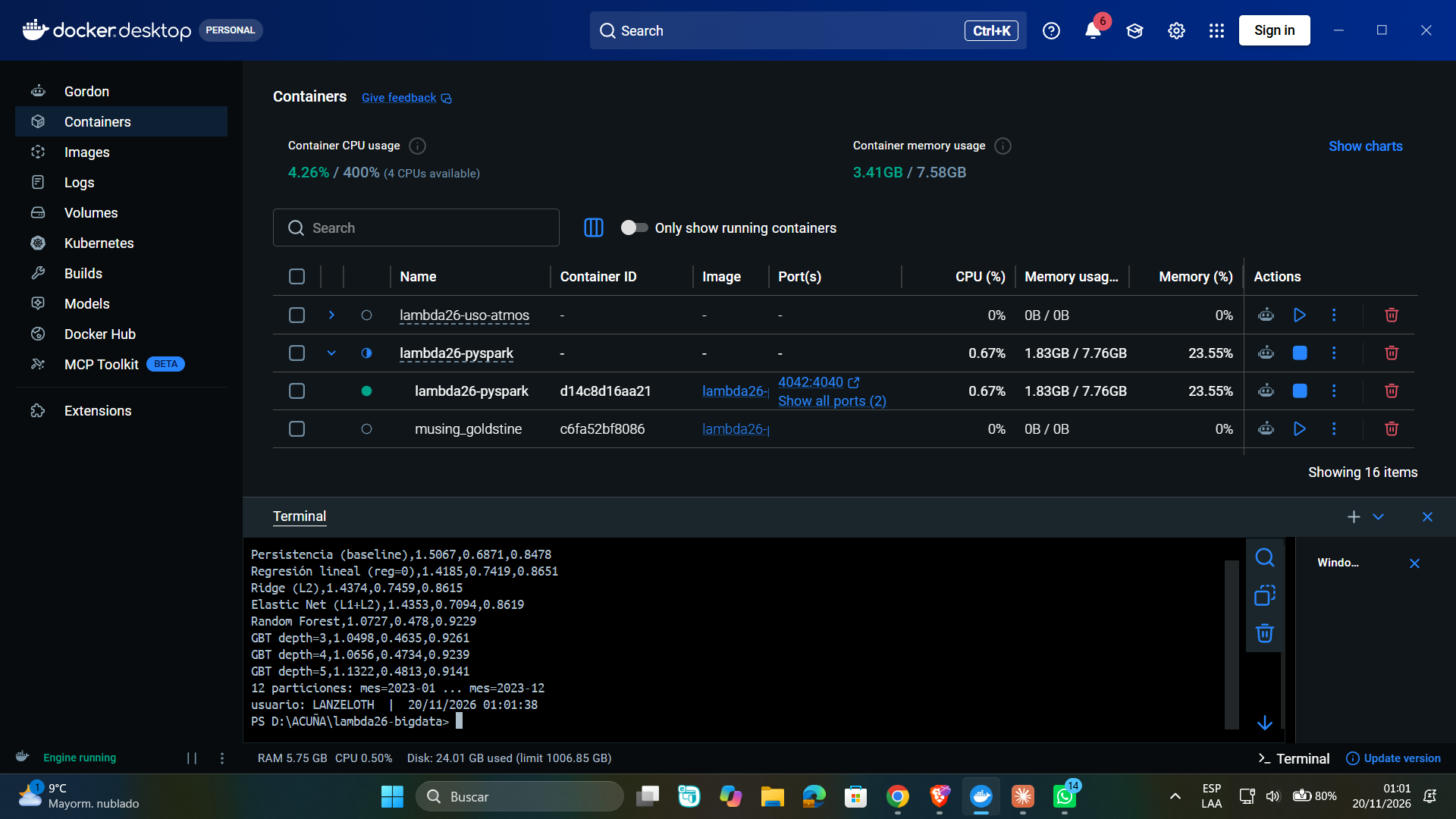 docker.desktop PERSONAL
Search Ctrl+K
6
Sign in
Gordon
Containers
Images
Logs
Volumes
Kubernetes
Builds
Models
Docker Hub
MCP Toolkit BETA
Extensions
Containers Give feedback
Container CPU usage
4.26% / 400% (4 CPUs available)
Container memory usage
3.41GB / 7.58GB
Show charts
Search
Only show running containers
Name Container ID Image Port(s) CPU (%) Memory usag... Memory (%) Actions
lambda26-uso-atmos - - - 0% 0B / 0B 0%
lambda26-pyspark - - - 0.67% 1.83GB / 7.76GB 23.55%
lambda26-pyspark d14c8d16aa21 lambda26- 4042:4040 0.67% 1.83GB / 7.76GB 23.55%
Show all ports (2)
musing_goldstine c6fa52bf8086 lambda26-p 0% 0B / 0B 0%
Showing 16 items
Terminal
Persistencia (baseline),1.5067,0.6871,0.8478
Regresión lineal (reg=0),1.4185,0.7419,0.8651
Ridge (L2),1.4374,0.7459,0.8615
Elastic Net (L1+L2),1.4353,0.7094,0.8619
Random Forest,1.0727,0.478,0.9229
GBT depth=3,1.0498,0.4635,0.9261
GBT depth=4,1.0656,0.4734,0.9239
GBT depth=5,1.1322,0.4813,0.9141
12 particiones: mes=2023-01 ... mes=2023-12
usuario: LANZELOTH | 20/11/2026 01:01:38
PS D:\ACUÑA\lambda26-bigdata>
Windo...
Engine running
RAM 5.75 GB CPU 0.50% Disk: 24.01 GB used (limit 1006.85 GB)
>_ Terminal
Update version
1
9°C
Mayorm. nublado
Buscar
14
ESP
LAA
80%
01:01
20/11/2026